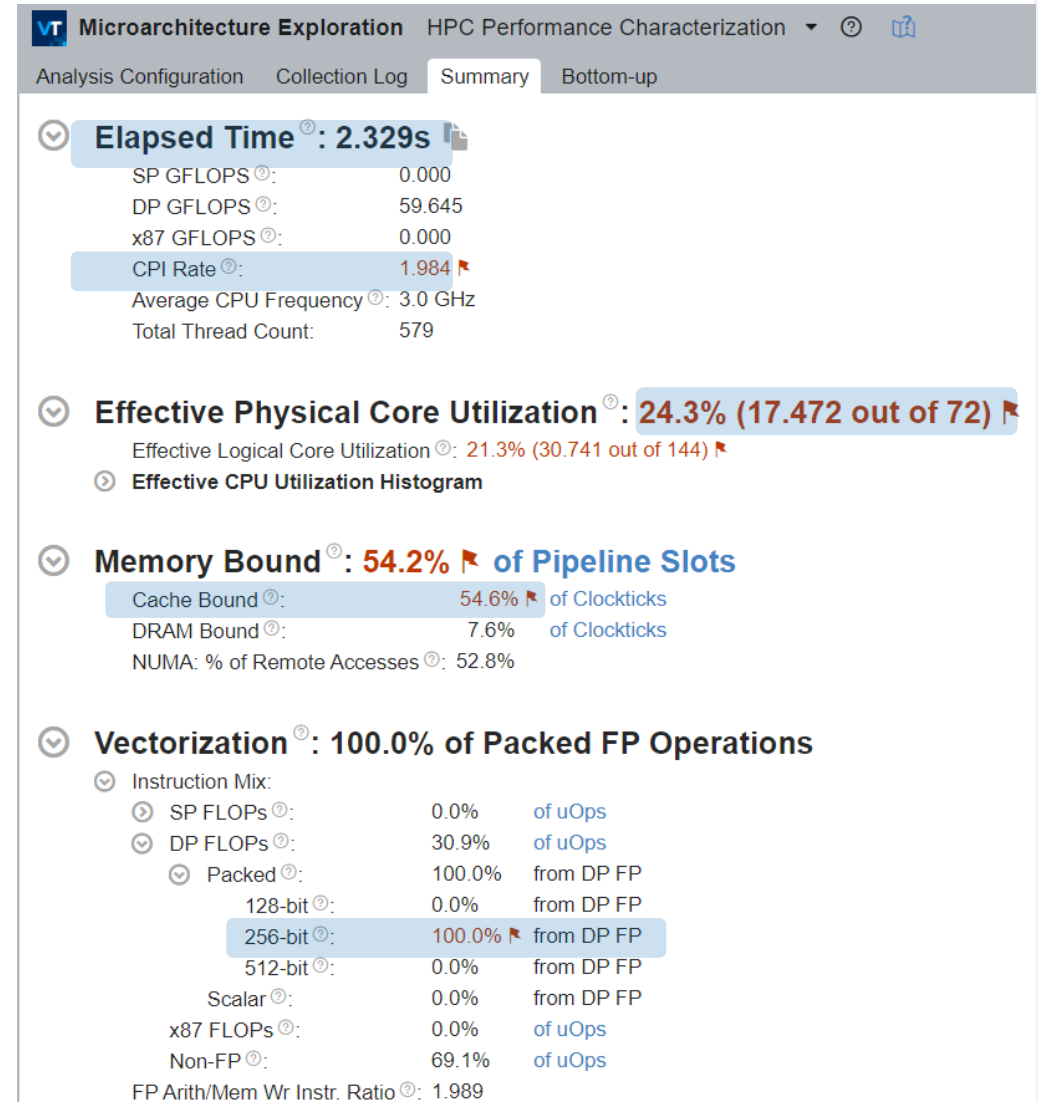 VT Microarchitecture Exploration HPC Performance Characterization
Analysis Configuration Collection Log Summary Bottom-up
Elapsed Time: 2.329s
SP GFLOPS: 0.000
DP GFLOPS: 59.645
x87 GFLOPS: 0.000
CPI Rate: 1.984
Average CPU Frequency: 3.0 GHz
Total Thread Count: 579
Effective Physical Core Utilization: 24.3% (17.472 out of 72)
Effective Logical Core Utilization: 21.3% (30.741 out of 144)
Effective CPU Utilization Histogram
Memory Bound: 54.2% of Pipeline Slots
Cache Bound: 54.6% of Clockticks
DRAM Bound: 7.6% of Clockticks
NUMA: % of Remote Accesses: 52.8%
Vectorization: 100.0% of Packed FP Operations
Instruction Mix:
SP FLOPs: 0.0% of uOps
DP FLOPs: 30.9% of uOps
Packed: 100.0% from DP FP
128-bit: 0.0% from DP FP
256-bit: 100.0% from DP FP
512-bit: 0.0% from DP FP
Scalar: 0.0% from DP FP
x87 FLOPs: 0.0% of uOps
Non-FP: 69.1% of uOps
FP Arith/Mem Wr Instr. Ratio: 1.989